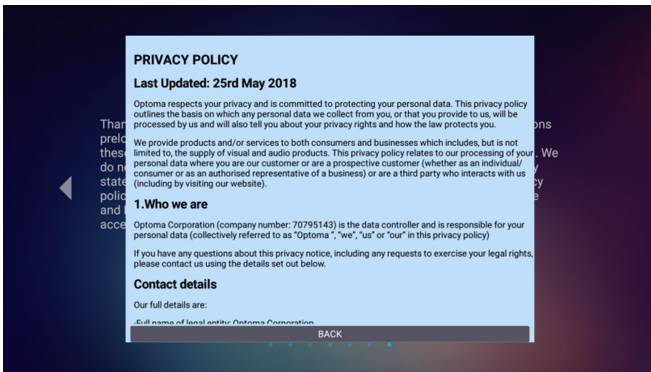 PRIVACY POLICY
Last Updated: 25rd May 2018
Optoma respects your privacy and is committed to protecting your personal data. This privacy policy
outlines the basis on which any personal data we collect from you, or that you provide to us, will be
processed by us and will also tell you about your privacy rights and how the law protects you.
We provide products and/or services to both consumers and businesses which includes, but is not
limited to, the supply of visual and audio products. This privacy policy relates to our processing of your
personal data where you are our customer or are a prospective customer (whether as an individual/
consumer or as an authorised representative of a business) or are a third party who interacts with us
(including by visiting our website).
1.Who we are
Optoma Corporation (company number: 70795143) is the data controller and is responsible for your
personal data (collectively referred to as “Optoma ”, “we”, “us” or “our” in this privacy policy)
If you have any questions about this privacy notice, including any requests to exercise your legal rights,
please contact us using the details set out below.
Contact details
Our full details are:
-Full name of legal entity: Optoma Corporation
BACK